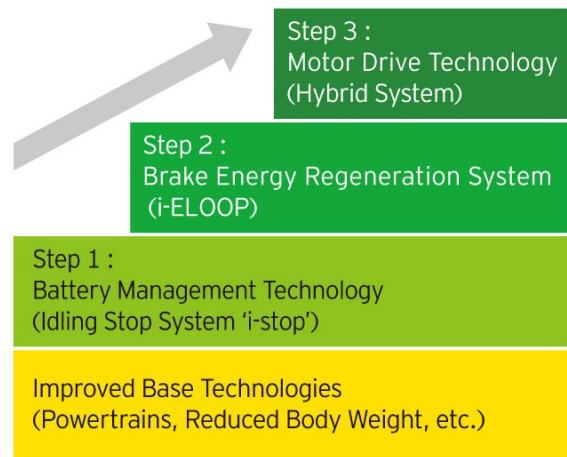 Step 3 :
Motor Drive Technology
(Hybrid System)
Step 2 :
Brake Energy Regeneration System
(i-ELOOP)
Step 1 :
Battery Management Technology
(Idling Stop System ‘i-stop’)
Improved Base Technologies
(Powertrains, Reduced Body Weight, etc.)